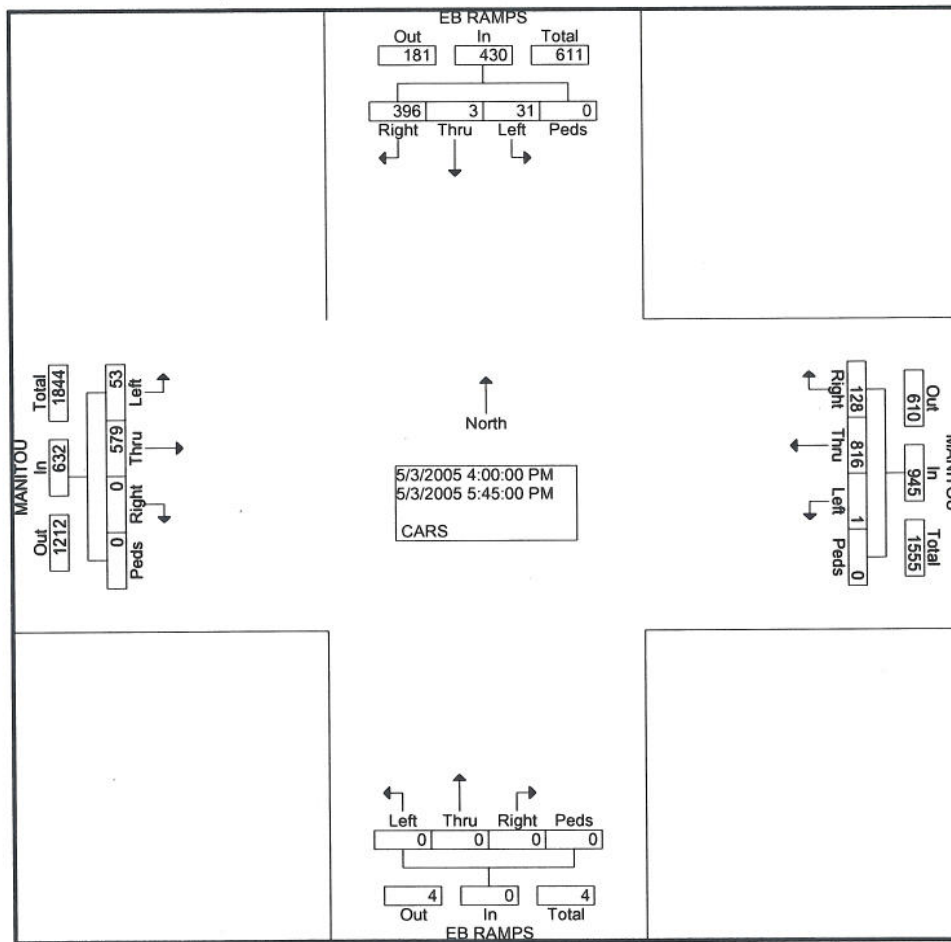 EB RAMPS
Out In Total
181 430 611
396 3 31 0
Right Thru Left Peds
MANITOU
Total In Out
1844 632 1212
53 579 0 0
Left Thru Right Peds
North
5/3/2005 4:00:00 PM
5/3/2005 5:45:00 PM
CARS
Right Thru Left Peds
128 816 1 0
Out In Total
610 945 1555
MANITOU
Left Thru Right Peds
0 0 0 0
4 0 4
Out In Total
EB RAMPS